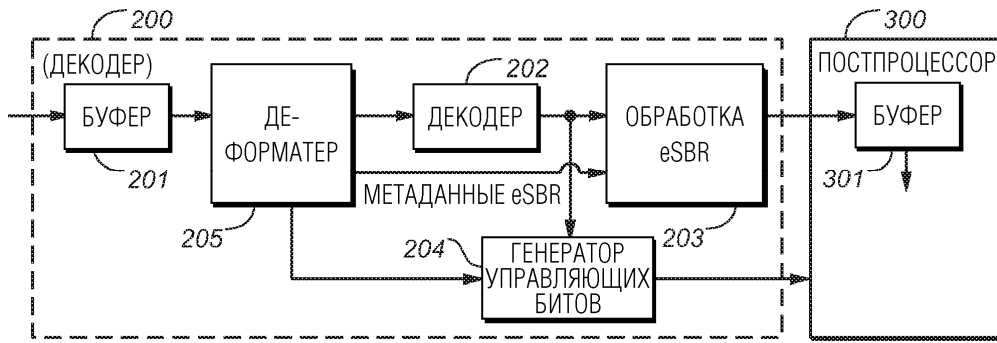 200
300
(ДЕКОДЕР)
202
ПОСТПРОЦЕССОР
БУФЕР
ДЕ-
ФОРМАТЕР
ДЕКОДЕР
ОБРАБОТКА
eSBR
БУФЕР
201
301
МЕТАДАННЫЕ eSBR
205
204
203
ГЕНЕРАТОР
УПРАВЛЯЮЩИХ
БИТОВ